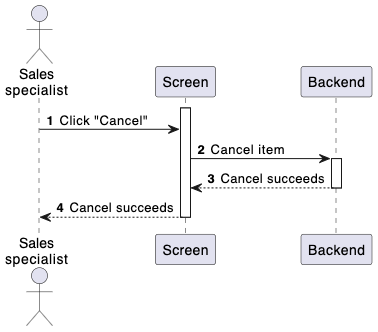 Sales
specialist
Screen
Backend
1 Click "Cancel"
2 Cancel item
3 Cancel succeeds
4 Cancel succeeds
Sales
specialist
Screen
Backend